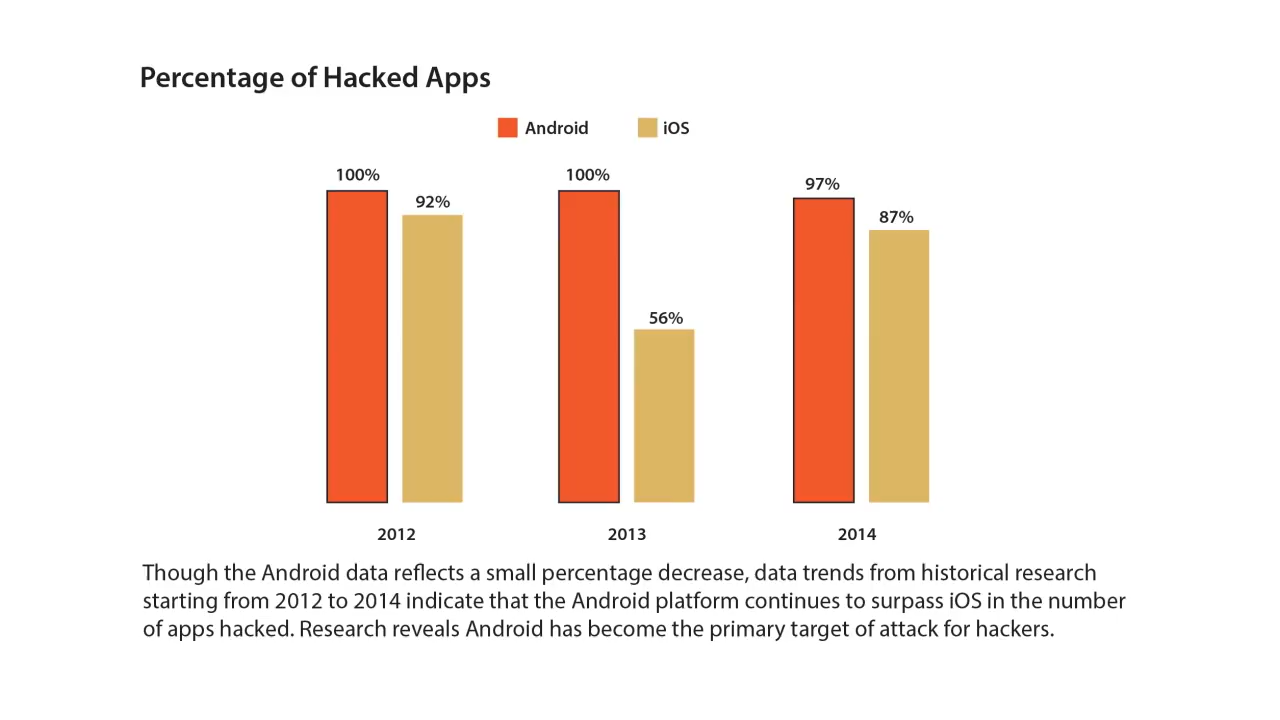 Percentage of Hacked Apps
Android iOS
100% 92% 100% 56% 97% 87%
2012 2013 2014
Though the Android data reflects a small percentage decrease, data trends from historical research
starting from 2012 to 2014 indicate that the Android platform continues to surpass iOS in the number
of apps hacked. Research reveals Android has become the primary target of attack for hackers.